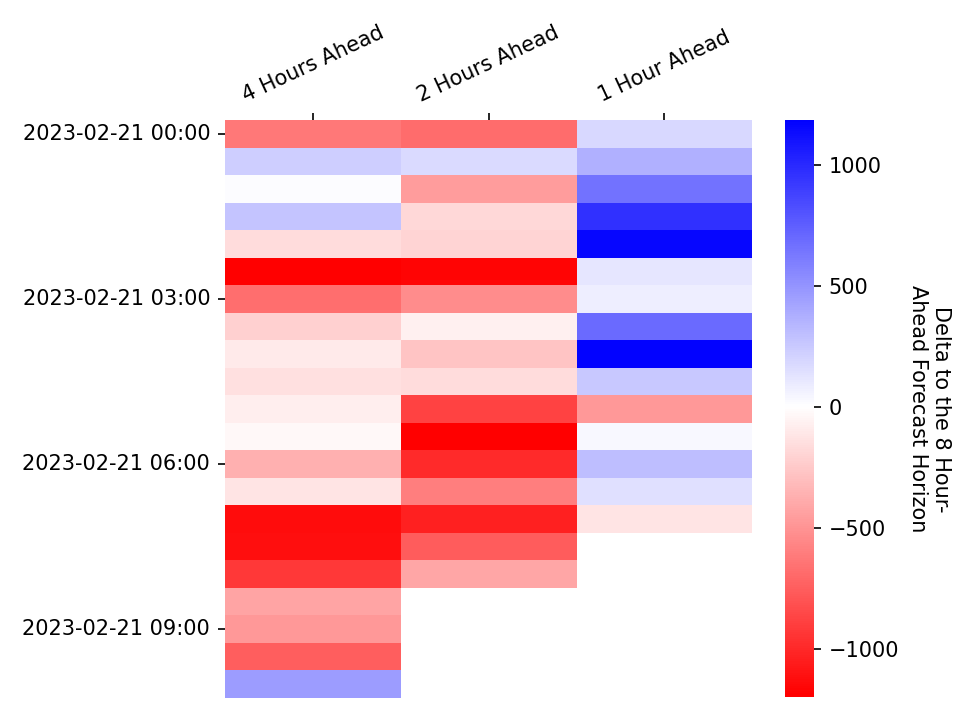 4 Hours Ahead
2 Hours Ahead
1 Hour Ahead
2023-02-21 00:00
2023-02-21 03:00
2023-02-21 06:00
2023-02-21 09:00
1000
500
0
−500
−1000
Delta to the 8 Hour-
Ahead Forecast Horizon